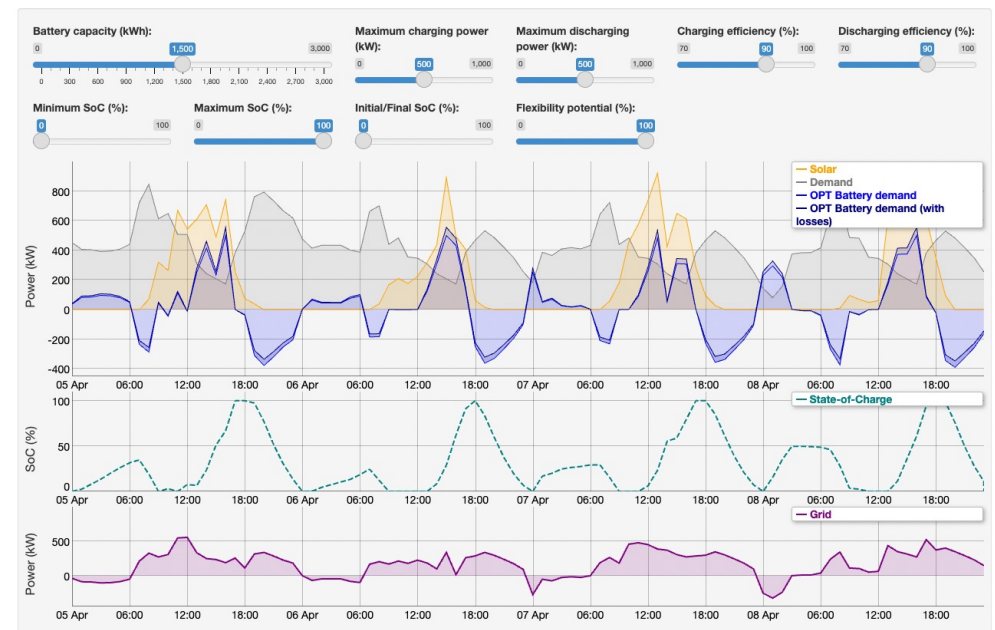 Battery capacity (kWh):
0 1,500 3,000
0 300 600 900 1,200 1,500 1,800 2,100 2,400 2,700 3,000
Maximum charging power
(kW):
0 500 1,000
Maximum discharging
power (kW):
0 500 1,000
Charging efficiency (%):
70 90 100
Discharging efficiency (%):
70 90 100
Minimum SoC (%):
0 100
Maximum SoC (%):
0 100
Initial/Final SoC (%):
0 100
Flexibility potential (%):
0 100
Solar
Demand
OPT Battery demand
OPT Battery demand (with
losses)
Power (kW)
800
600
400
200
0
-200
-400
05 Apr 06:00 12:00 18:00 06 Apr 06:00 12:00 18:00 07 Apr 06:00 12:00 18:00 08 Apr 06:00 12:00 18:00
State-of-Charge
SoC (%)
100
50
0
05 Apr 06:00 12:00 18:00 06 Apr 06:00 12:00 18:00 07 Apr 06:00 12:00 18:00 08 Apr 06:00 12:00 18:00
Grid
Power (kW)
500
0
05 Apr 06:00 12:00 18:00 06 Apr 06:00 12:00 18:00 07 Apr 06:00 12:00 18:00 08 Apr 06:00 12:00 18:00